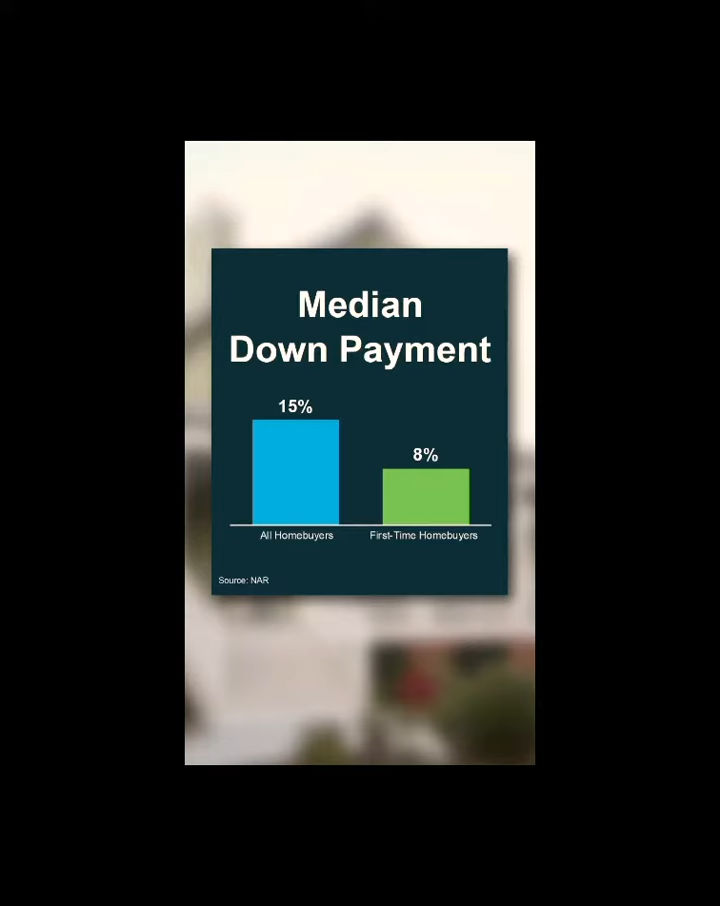 Median
Down Payment
15%
8%
All Homebuyers
First-Time Homebuyers
Source: NAR